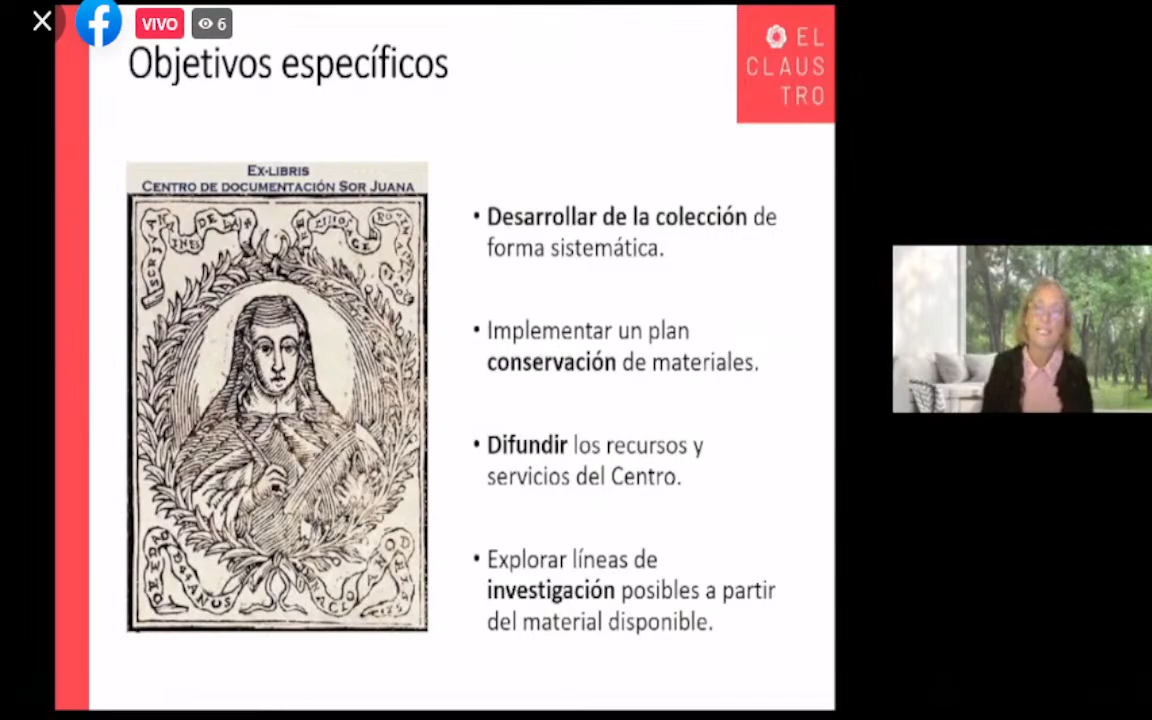 VIVO
6
Objetivos específicos
EL
CLAUS
TRO
EX-LIBRIS
CENTRO DE DOCUMENTACIÓN SOR JUANA
• Desarrollar de la colección de
forma sistemática.
• Implementar un plan
conservación de materiales.
• Difundir los recursos y
servicios del Centro.
• Explorar líneas de
investigación posibles a partir
del material disponible.